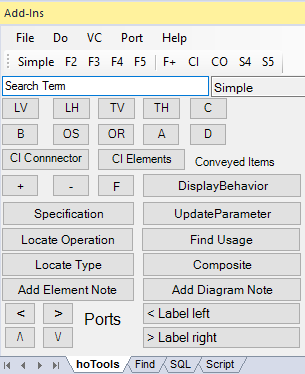 Add-Ins
File Do VC Port Help
Simple F2 F3 F4 F5 F+ CI CO S4 S5
Search Term Simple
LV LH TV TH C
B OS OR A D
CI Connnector CI Elements Conveyed Items
+ - F DisplayBehavior
Specification UpdateParameter
Locate Operation Find Usage
Locate Type Composite
Add Element Note Add Diagram Note
< > Ports < Label left
/\ \/ > Label right
hoTools Find SQL Script